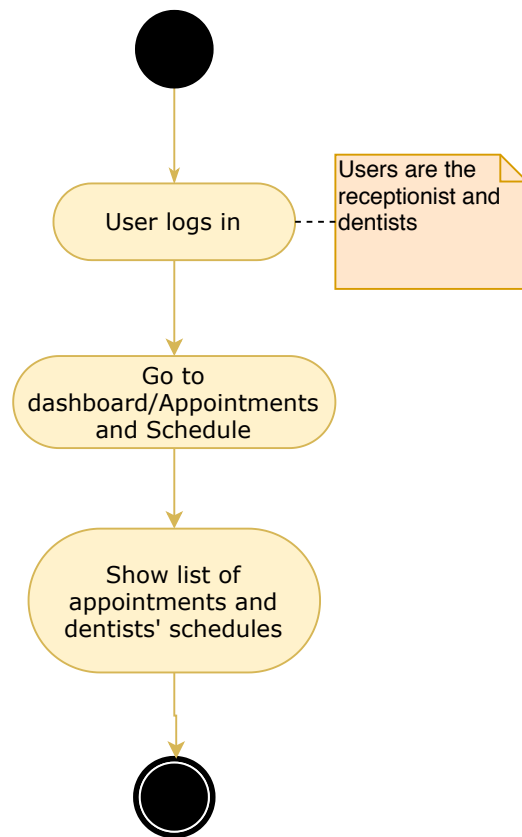 Users are the
receptionist and
dentists
User logs in
Go to
dashboard/Appointments
and Schedule
Show list of
appointments and
dentists' schedules